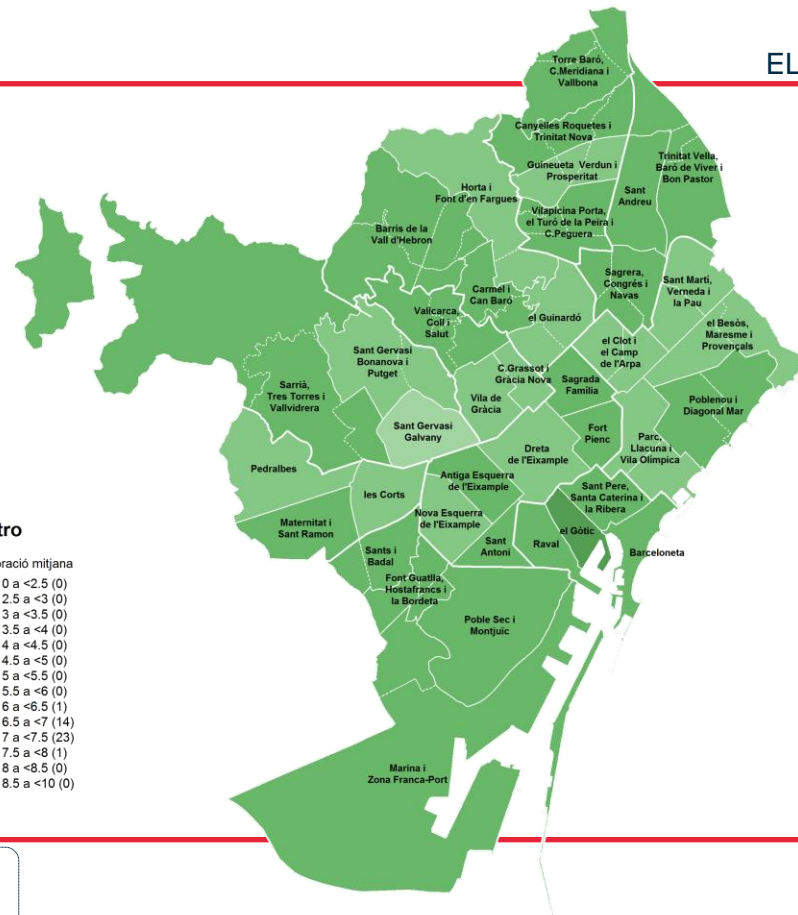 EL
Torre Baró,
C.Meridiana i
Vallbona
Canyelles Roquetes i
Trinitat Nova
Guineueta Verdun i
Prosperitat
Trinitat Vella,
Baró de Viver i
Bon Pastor
Sant
Andreu
Horta i
Font d'en Fargues
Vilapicina Porta,
el Turó de la Peira i
C.Peguera
Barris de la
Vall d'Hebron
Sagrera,
Congrés i
Navas
Sant Martí,
Verneda i
la Pau
Carmel i
Can Baró
Vallcarca,
Coll i
Salut
el Guinardó
el Besòs,
Maresme i
Provençals
el Clot i
el Camp
de l'Arpa
Sant Gervasi
Bonanova i
Putget
C.Grassot i
Gràcia Nova
Sagrada
Família
Sarrià,
Tres Torres i
Vallvidrera
Vila de
Gràcia
Poblenou i
Diagonal Mar
Sant Gervasi
Galvany
Fort
Pienc
Parc,
Llacuna i
Vila Olímpica
Dreta
de l'Eixample
Pedralbes
Antiga Esquerra
de l'Eixample
les Corts
Sant Pere,
Santa Caterina i
la Ribera
Nova Esquerra
de l'Eixample
Maternitat i
Sant Ramon
el Gòtic
Sant
Antoni
Raval
Barceloneta
Sants i
Badal
Font Guatlla,
Hostafrancs i
la Bordeta
Poble Sec i
Montjuïc
Marina i
Zona Franca-Port
tro
oració mitjana
0 a <2.5 (0)
2.5 a <3 (0)
3 a <3.5 (0)
3.5 a <4 (0)
4 a <4.5 (0)
4.5 a <5 (0)
5 a <5.5 (0)
5.5 a <6 (0)
6 a <6.5 (1)
6.5 a <7 (14)
7 a <7.5 (23)
7.5 a <8 (1)
8 a <8.5 (0)
8.5 a <10 (0)